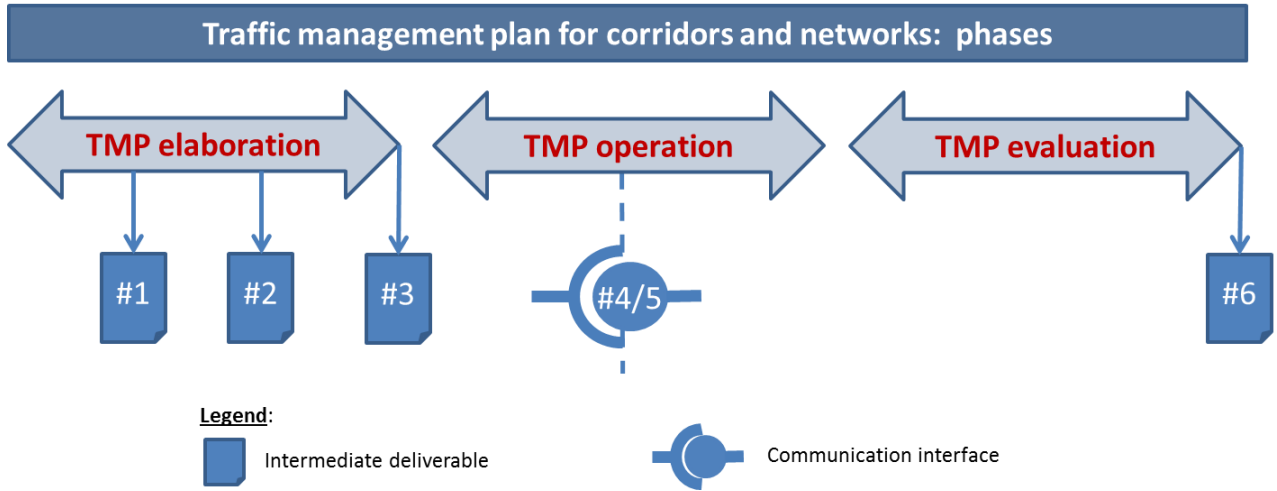 Traffic management plan for corridors and networks: phases
TMP elaboration
TMP operation
TMP evaluation
#1
#2
#3
#4/5
#6
Legend:
Intermediate deliverable
Communication interface